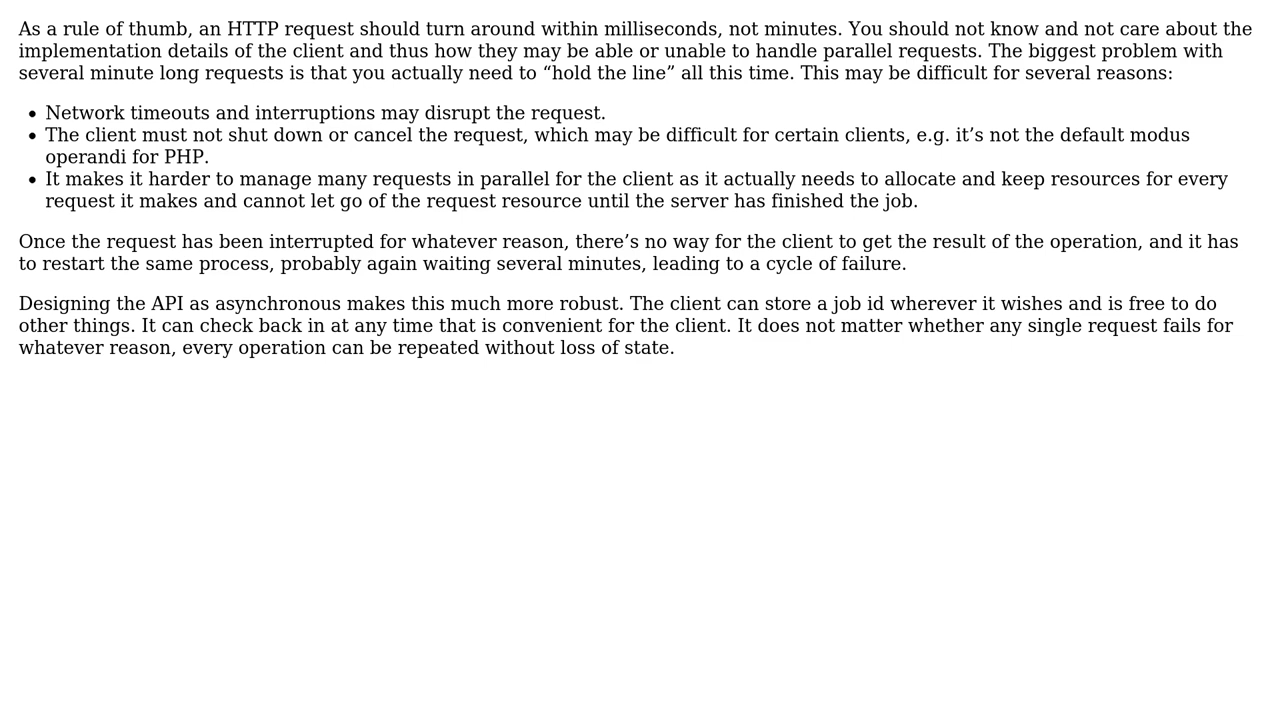 As a rule of thumb, an HTTP request should turn around within milliseconds, not minutes. You should not know and not care about the
implementation details of the client and thus how they may be able or unable to handle parallel requests. The biggest problem with
several minute long requests is that you actually need to “hold the line” all this time. This may be difficult for several reasons:
• Network timeouts and interruptions may disrupt the request.
• The client must not shut down or cancel the request, which may be difficult for certain clients, e.g. it’s not the default modus
operandi for PHP.
• It makes it harder to manage many requests in parallel for the client as it actually needs to allocate and keep resources for every
request it makes and cannot let go of the request resource until the server has finished the job.
Once the request has been interrupted for whatever reason, there’s no way for the client to get the result of the operation, and it has
to restart the same process, probably again waiting several minutes, leading to a cycle of failure.
Designing the API as asynchronous makes this much more robust. The client can store a job id wherever it wishes and is free to do
other things. It can check back in at any time that is convenient for the client. It does not matter whether any single request fails for
whatever reason, every operation can be repeated without loss of state.